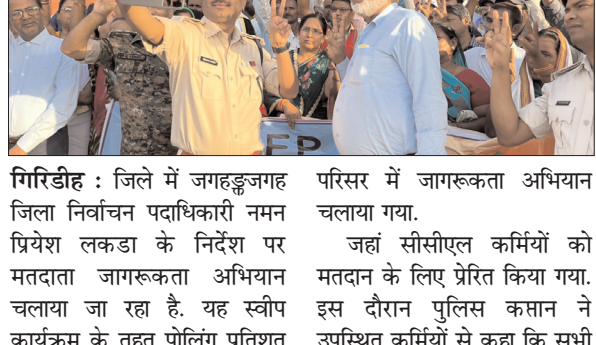 EP
गिरिडीह : जिले में जगहङ्कजगह
जिला निर्वाचन पदाधिकारी नमन
प्रियेश लकडा के निर्देश पर
मतदाता जागरूकता अभियान
चलाया जा रहा है. यह स्वीप
कार्यक्रम के तहत पोलिंग प्रतिशत
परिसर में जागरूकता अभियान
चलाया गया.
जहां सीसीएल कर्मियों को
मतदान के लिए प्रेरित किया गया.
इस दौरान पुलिस कप्तान ने
उपस्थित कर्मियों से कहा कि सभी